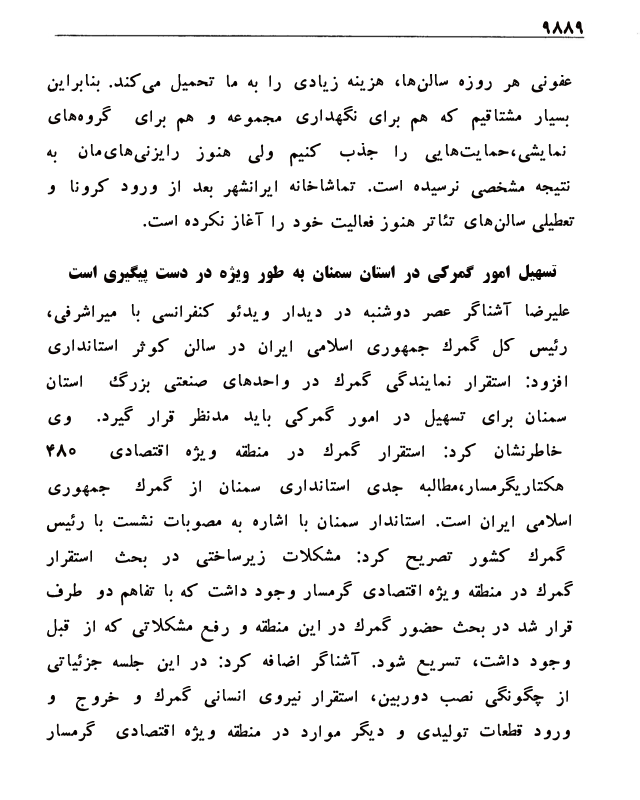 ۹۸۸۹
عفونی هر روزه سالن‌ها، هزینه زیادی را به ما تحمیل می‌کند. بنابراین
بسیار مشتاقیم که هم برای نگهداری مجموعه و هم برای گروه‌های
نمایشی،حمایت‌هایی را جذب کنیم ولی هنوز رایزنی‌های‌مان به
نتیجه مشخصی نرسیده است. تماشاخانه ایرانشهر بعد از ورود کرونا و
تعطیلی سالن‌های تئاتر هنوز فعالیت خود را آغاز نکرده است.
تسهیل امور گمرکی در استان سمنان به طور ویژه در دست پیگیری است
علیرضا آشناگر عصر دوشنبه در دیدار ویدئو کنفرانسی با میراشرفی،
رئیس کل گمرک جمهوری اسلامی ایران در سالن کوثر استانداری
افزود: استقرار نمایندگی گمرک در واحدهای صنعتی بزرگ استان
سمنان برای تسهیل در امور گمرکی باید مدنظر قرار گیرد. وی
خاطرنشان کرد: استقرار گمرک در منطقه ویژه اقتصادی ۴۸۰
هکتاریگرمسار،مطالبه جدی استانداری سمنان از گمرک جمهوری
اسلامی ایران است. استاندار سمنان با اشاره به مصوبات نشست با رئیس
گمرک کشور تصریح کرد: مشکلات زیرساختی در بحث استقرار
گمرک در منطقه ویژه اقتصادی گرمسار وجود داشت که با تفاهم دو طرف
قرار شد در بحث حضور گمرک در این منطقه و رفع مشکلاتی که از قبل
وجود داشت، تسریع شود. آشناگر اضافه کرد: در این جلسه جزئیاتی
از چگونگی نصب دوربین، استقرار نیروی انسانی گمرک و خروج و
ورود قطعات تولیدی و دیگر موارد در منطقه ویژه اقتصادی گرمسار